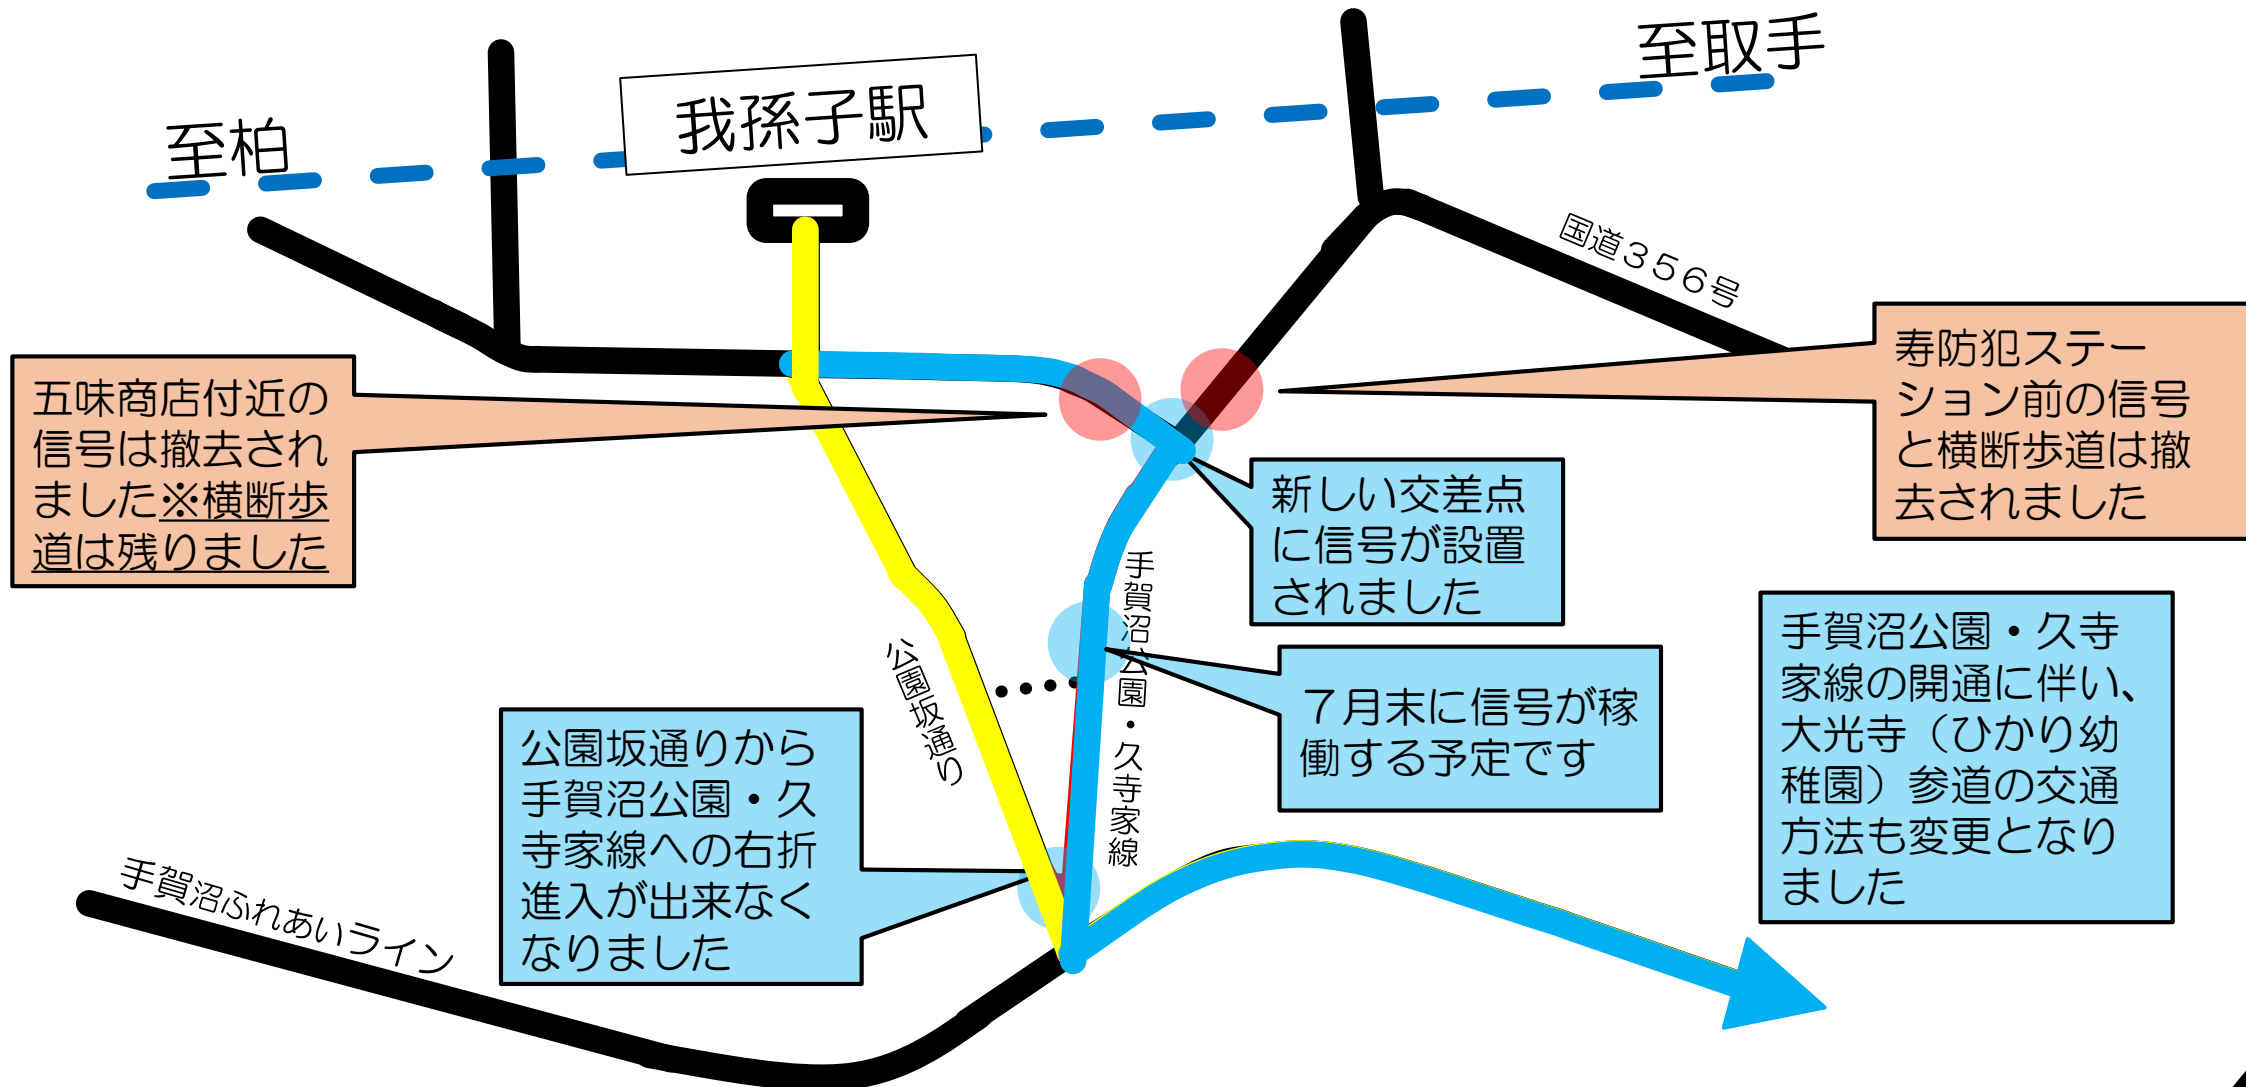 至取手
我孫子駅
至柏
国道３５６号
寿防犯ステー
ション前の信号
と横断歩道は撤
去されました
五味商店付近の
信号は撤去され
ました※横断歩
道は残りました
新しい交差点
に信号が設置
されました
手賀沼公園・久寺家線
手賀沼公園・久寺
家線の開通に伴い、
大光寺（ひかり幼
稚園）参道の交通
方法も変更となり
ました
公園坂通り
７月末に信号が稼
働する予定です
公園坂通りから
手賀沼公園・久
寺家線への右折
進入が出来なく
なりました
手賀沼ふれあいライン